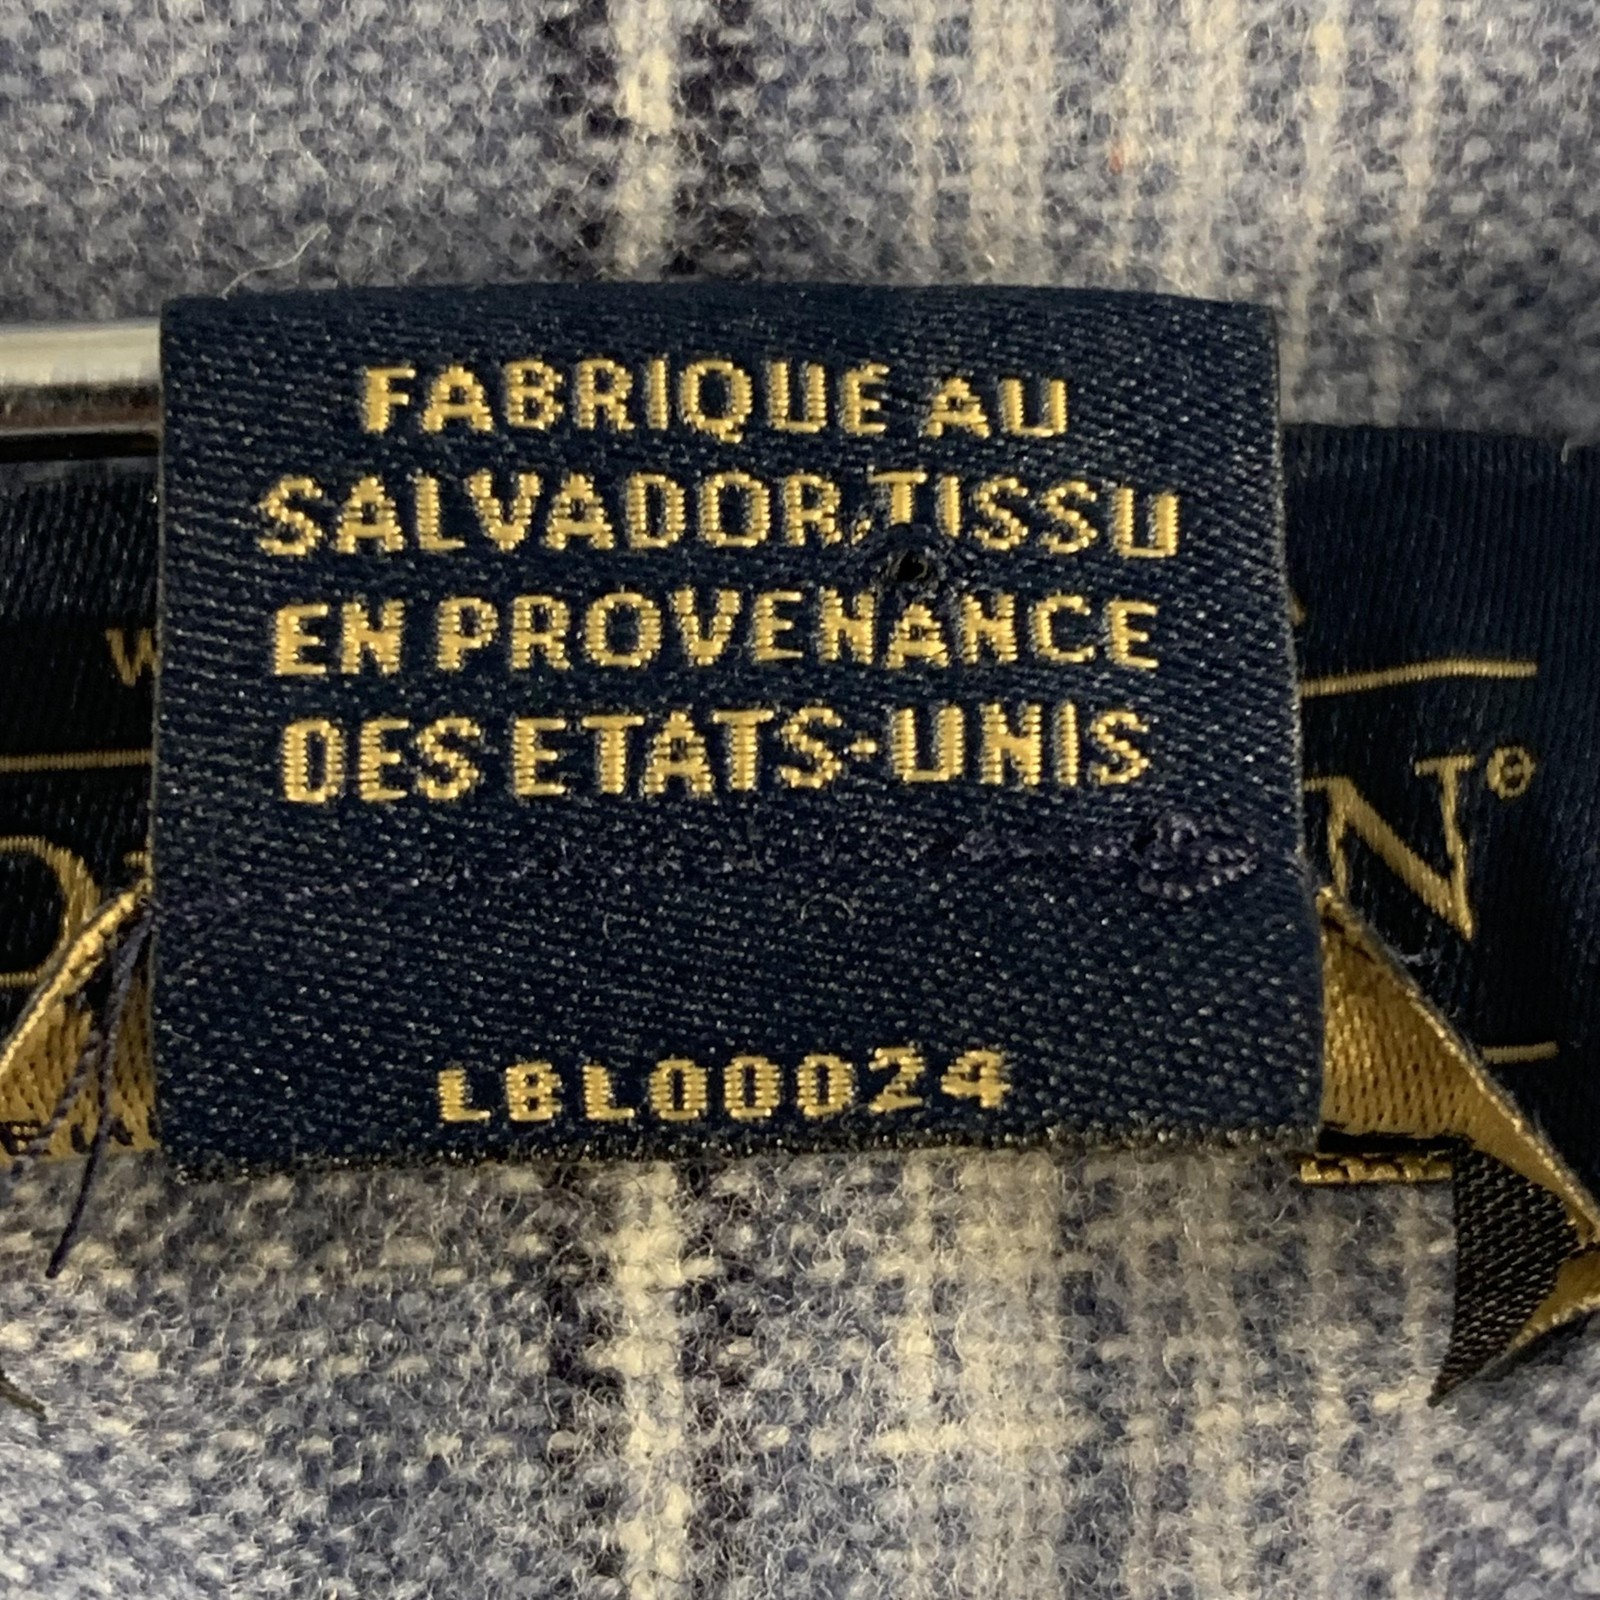 FABRIQUE AU
SALVADOR, TISSU
EN PROVENANCE
DES ETATS-UNIS
LBL00024
W
N®